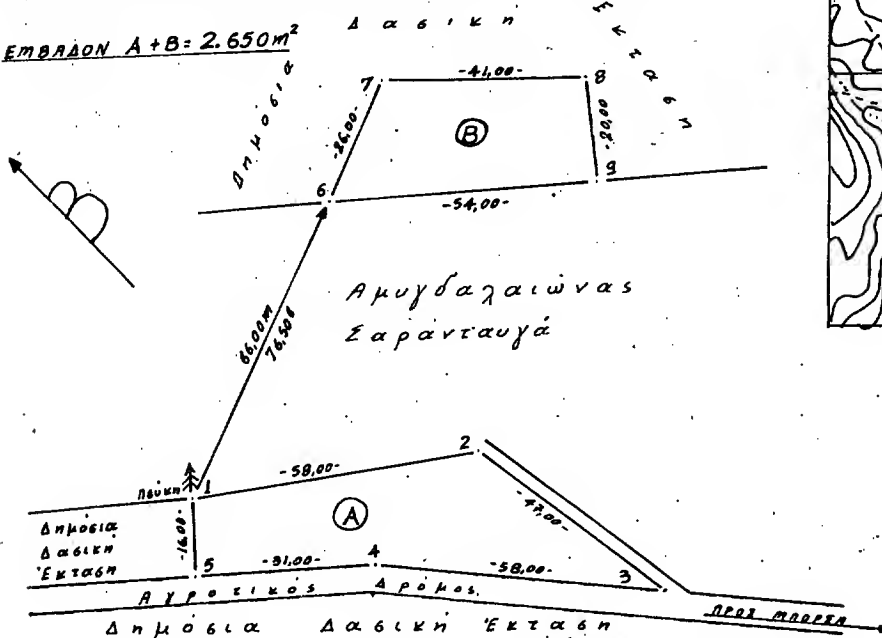 ΕΜΒΑΔΟΝ Α+Β= 2.650m²
Δασική
Έκταση
Δημόσια
7
-41,00-
8
-26,00-
Β
-20,00-
6
-54,00-
9
Αμυγδαλαιώνας
Σαρανταυγά
66,00m
76,50g
Πεύκη
1
-58,00-
2
Α
-47,00-
-16,00-
Δημόσια
Δασική
Έκταση
5
-31,00-
4
-58,00-
3
Αγροτικός Δρόμος
ΠΡΟΣ ΜΠΟΡΣΑ
Δημόσια Δασική Έκταση